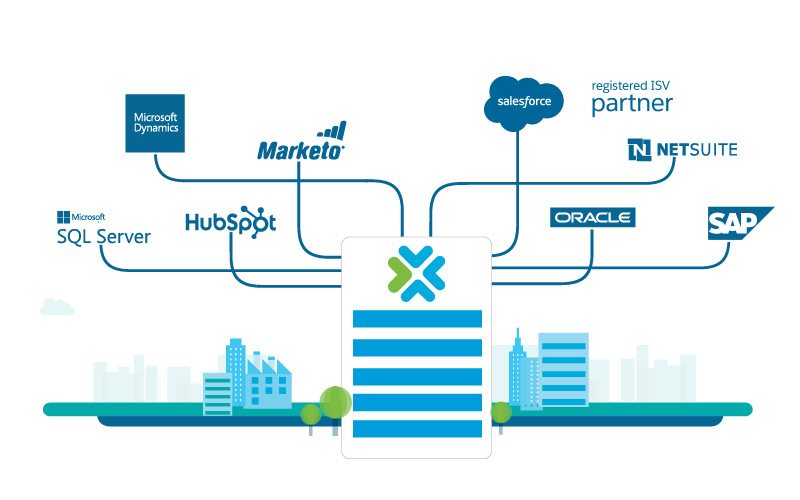 Microsoft
Dynamics
Marketo
salesforce
registered ISV
partner
NETSUITE
Microsoft
SQL Server
HubSpot
ORACLE
SAP